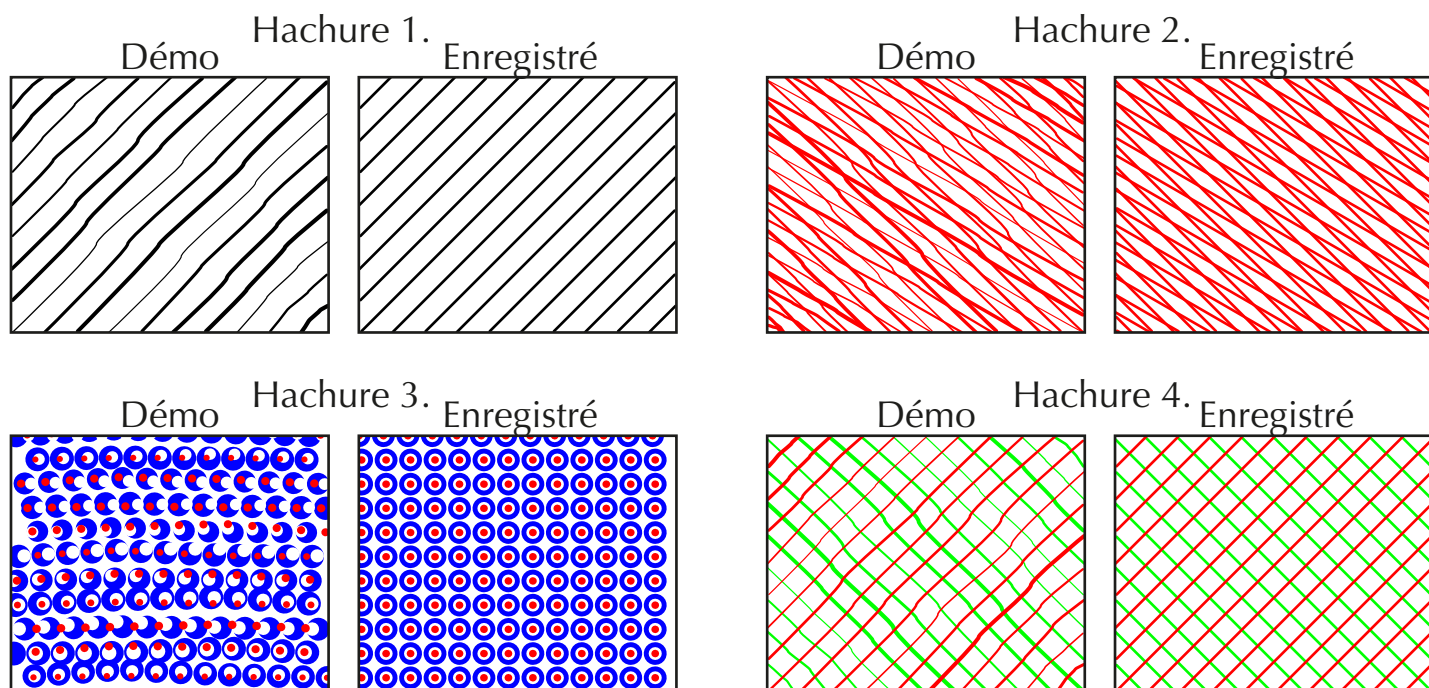 Hachure 1.
Démo Enregistré
Hachure 2.
Démo Enregistré
Hachure 3.
Démo Enregistré
Hachure 4.
Démo Enregistré